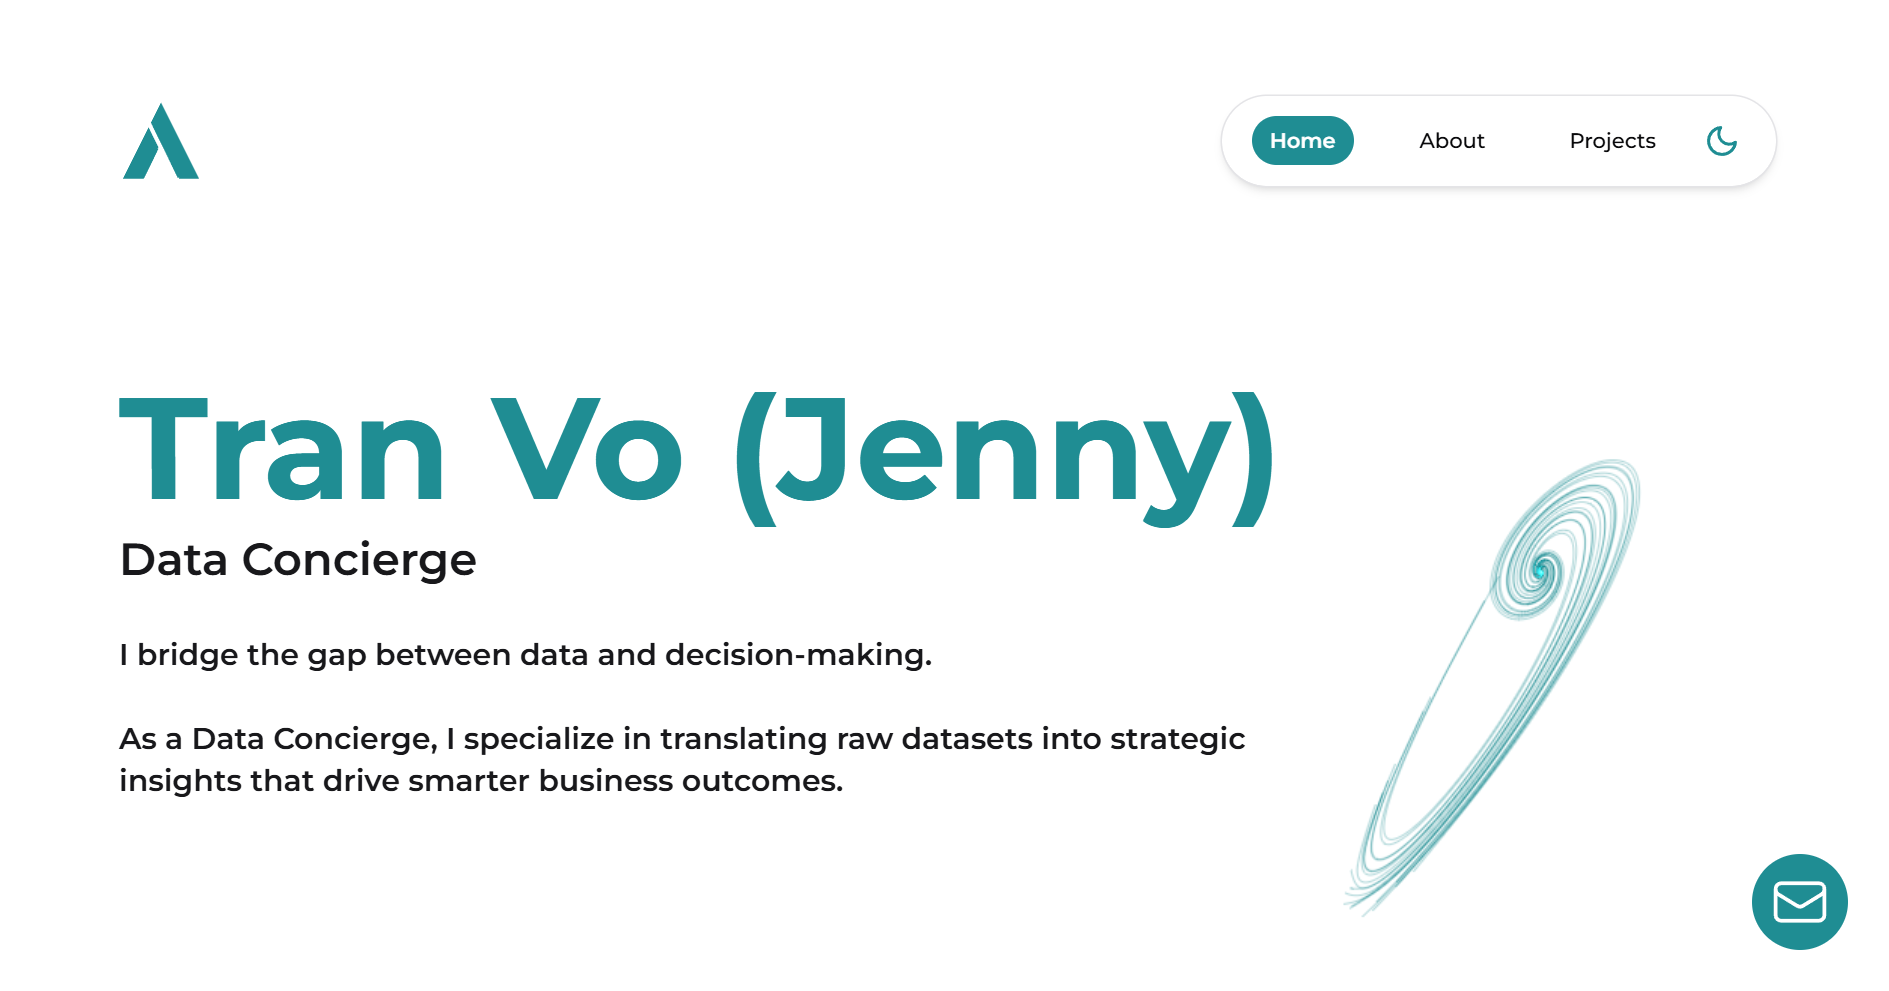 Home
About
Projects
Tran Vo (Jenny)
Data Concierge
I bridge the gap between data and decision-making.
As a Data Concierge, I specialize in translating raw datasets into strategic
insights that drive smarter business outcomes.